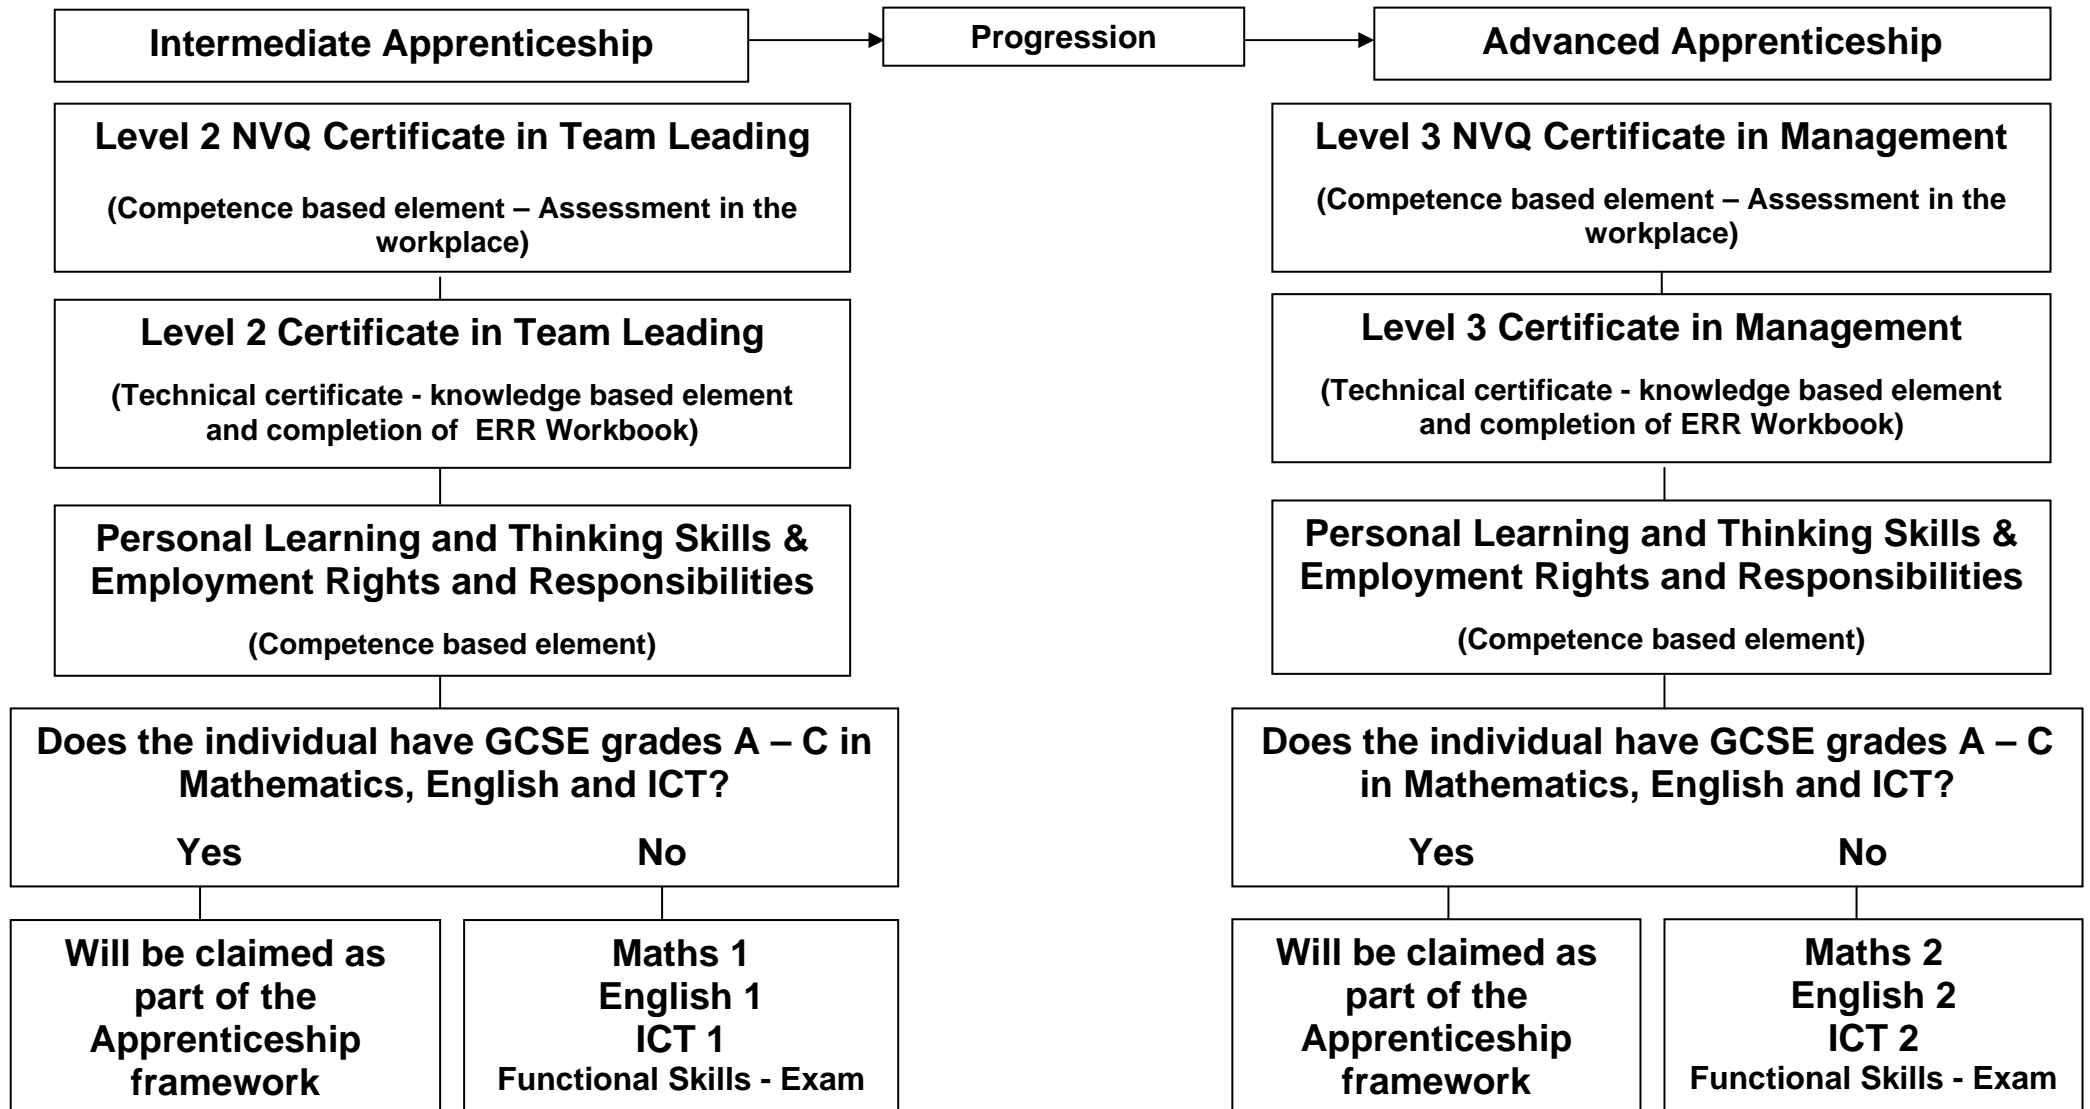 Intermediate Apprenticeship
Progression
Advanced Apprenticeship
Level 2 NVQ Certificate in Team Leading
(Competence based element – Assessment in the
workplace)
Level 2 Certificate in Team Leading
(Technical certificate - knowledge based element
and completion of ERR Workbook)
Personal Learning and Thinking Skills &
Employment Rights and Responsibilities
(Competence based element)
Does the individual have GCSE grades A – C in
Mathematics, English and ICT?
Yes No
Will be claimed as
part of the
Apprenticeship
framework
Maths 1
English 1
ICT 1
Functional Skills - Exam
Level 3 NVQ Certificate in Management
(Competence based element – Assessment in the
workplace)
Level 3 Certificate in Management
(Technical certificate - knowledge based element
and completion of ERR Workbook)
Personal Learning and Thinking Skills &
Employment Rights and Responsibilities
(Competence based element)
Does the individual have GCSE grades A – C
in Mathematics, English and ICT?
Yes No
Will be claimed as
part of the
Apprenticeship
framework
Maths 2
English 2
ICT 2
Functional Skills - Exam